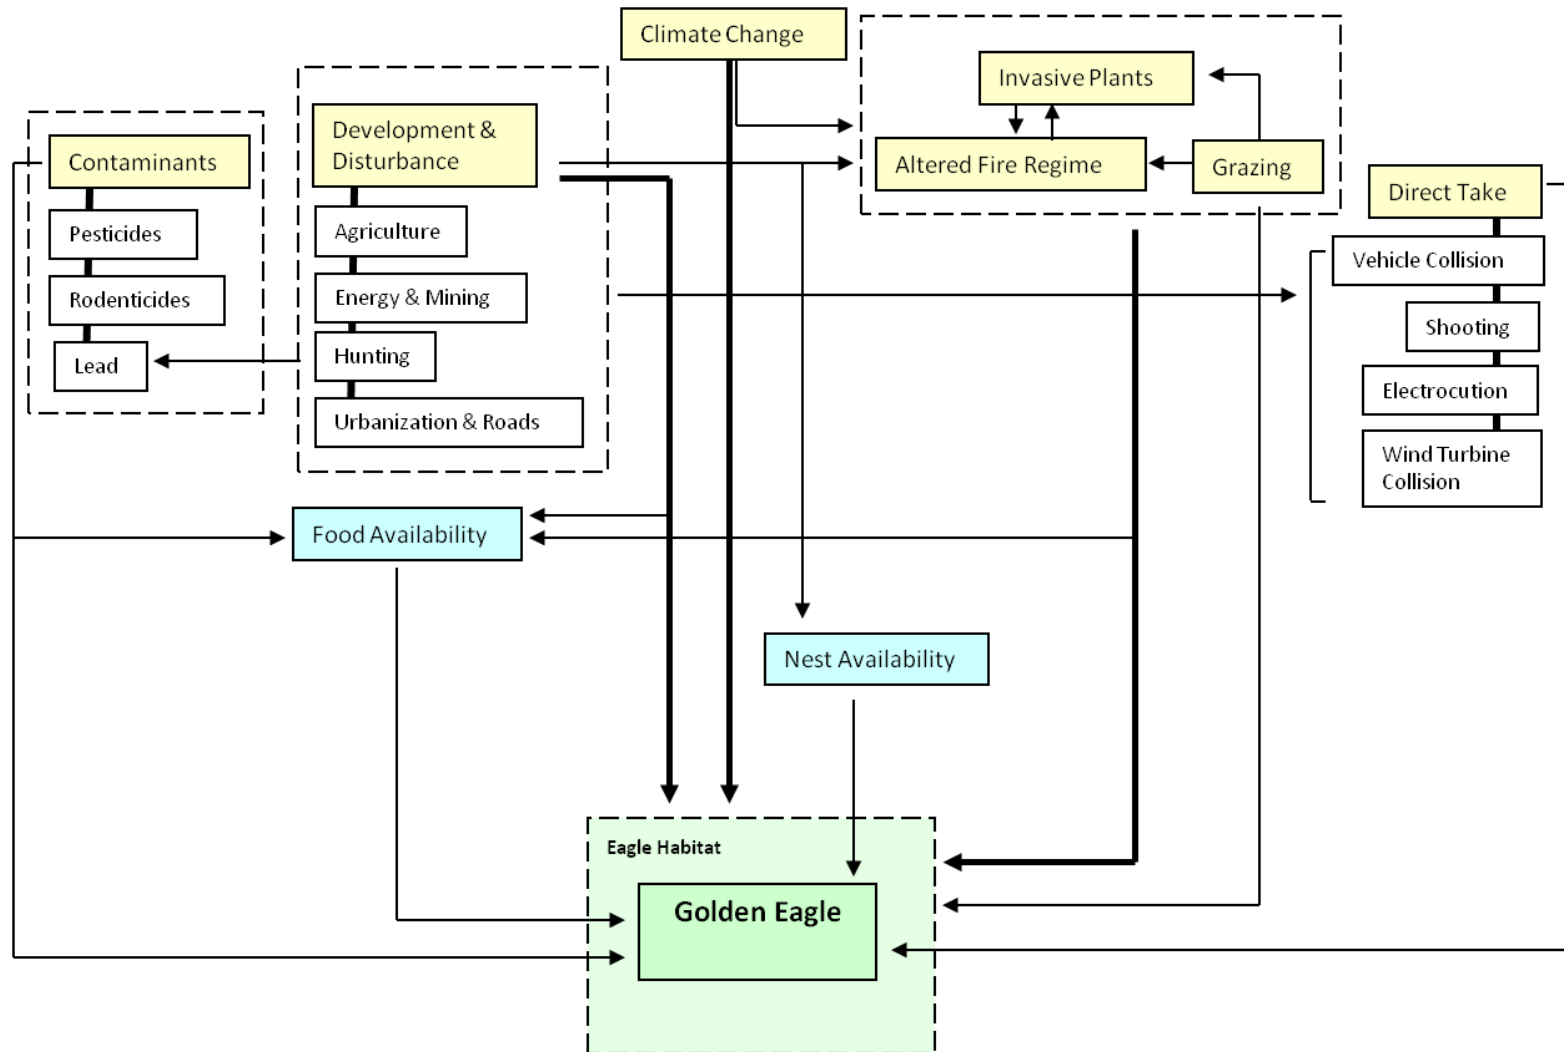 Climate Change
Invasive Plants
Development &
Disturbance
Contaminants
Altered Fire Regime
Grazing
Direct Take
Pesticides
Agriculture
Vehicle Collision
Rodenticides
Energy & Mining
Shooting
Lead
Hunting
Electrocution
Urbanization & Roads
Wind Turbine
Collision
Food Availability
Nest Availability
Eagle Habitat
Golden Eagle